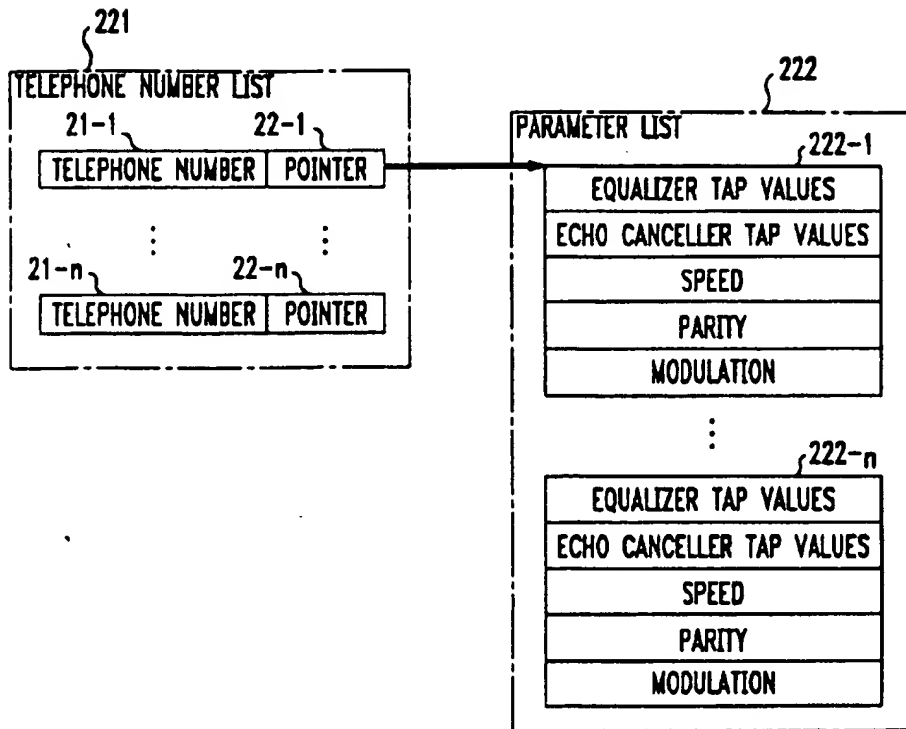 221
TELEPHONE NUMBER LIST
21-1 22-1
TELEPHONE NUMBER POINTER
21-n 22-n
TELEPHONE NUMBER POINTER
222
PARAMETER LIST
222-1
EQUALIZER TAP VALUES
ECHO CANCELLER TAP VALUES
SPEED
PARITY
MODULATION
222-n
EQUALIZER TAP VALUES
ECHO CANCELLER TAP VALUES
SPEED
PARITY
MODULATION